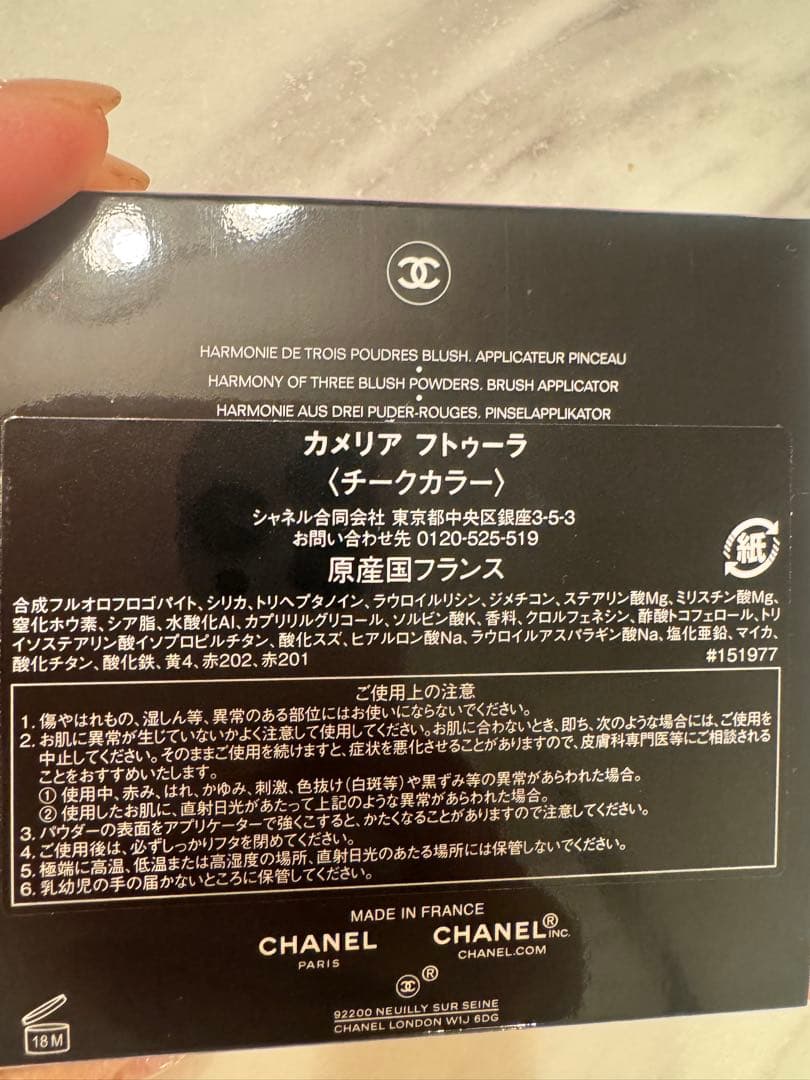 HARMONIE DE TROIS POUDRES BLUSH. APPLICATEUR PINCEAU
•
HARMONY OF THREE BLUSH POWDERS. BRUSH APPLICATOR
•
HARMONIE AUS DREI PUDER-ROUGES. PINSELAPPLIKATOR
カメリア フトゥーラ
〈チークカラー〉
シャネル合同会社 東京都中央区銀座3-5-3
お問い合わせ先 0120-525-519
原産国フランス
紙
合成フルオロフロゴパイト、シリカ、トリヘプタノイン、ラウロイルリシン、ジメチコン、ステアリン酸Mg、ミリスチン酸Mg、
窒化ホウ素、シア脂、水酸化Al、カプリリルグリコール、ソルビン酸K、香料、クロルフェネシン、酢酸トコフェロール、トリ
イソステアリン酸イソプロピルチタン、酸化スズ、ヒアルロン酸Na、ラウロイルアスパラギン酸Na、塩化亜鉛、マイカ、
酸化チタン、酸化鉄、黄4、赤202、赤201 #151977
ご使用上の注意
1. 傷やはれもの、湿しん等、異常のある部位にはお使いにならないでください。
2. お肌に異常が生じていないかよく注意して使用してください。お肌に合わないとき、即ち、次のような場合には、ご使用を
中止してください。そのままご使用を続けますと、症状を悪化させることがありますので、皮膚科専門医等にご相談される
ことをおすすめいたします。
① 使用中、赤み、はれ、かゆみ、刺激、色抜け(白斑等)や黒ずみ等の異常があらわれた場合。
② 使用したお肌に、直射日光があたって上記のような異常があらわれた場合。
3. パウダーの表面をアプリケーターで強くこすると、かたくなることがありますので注意してください。
4. ご使用後は、必ずしっかりフタを閉めてください。
5. 極端に高温、低温または高湿度の場所、直射日光のあたる場所には保管しないでください。
6. 乳幼児の手の届かないところに保管してください。
MADE IN FRANCE
CHANEL
PARIS
CHANEL® INC.
CHANEL.COM
®
92200 NEUILLY SUR SEINE
CHANEL LONDON W1J 6DG
18 M